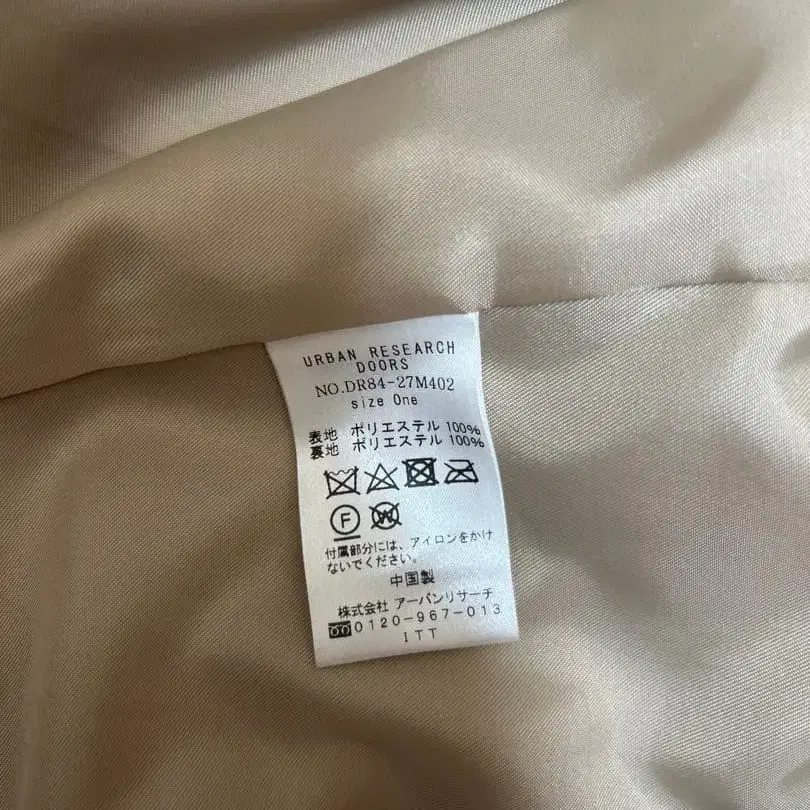 URBAN RESEARCH
DOORS
NO.DR84-27M402
size One
表地 ポリエステル 100%
裏地 ポリエステル 100%
F W
付属部分には、アイロンをかけ
ないでください。
中国製
株式会社 アーバンリサーチ
0120-967-013
ITT